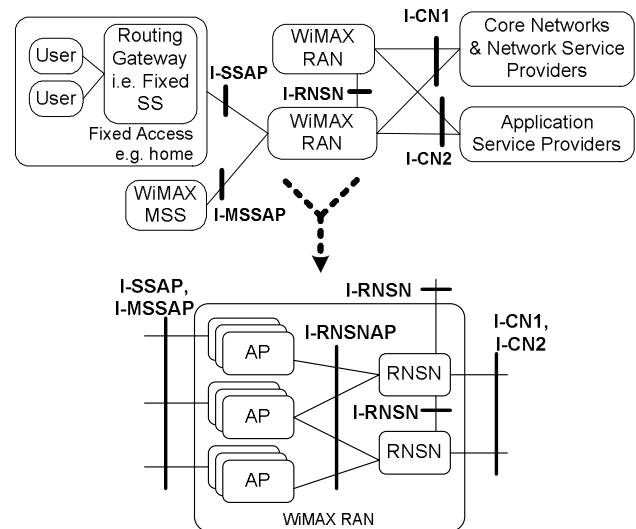 User
User
Routing
Gateway
i.e. Fixed
SS
Fixed Access
e.g. home
I-SSAP
WiMAX
MSS
I-MSSAP
WiMAX
RAN
I-RNSN
WiMAX
RAN
I-CN1
I-CN2
Core Networks
& Network Service
Providers
Application
Service Providers
I-SSAP,
I-MSSAP
AP
AP
AP
I-RNSNAP
I-RNSN
RNSN
I-RNSN
RNSN
I-CN1,
I-CN2
WiMAX RAN